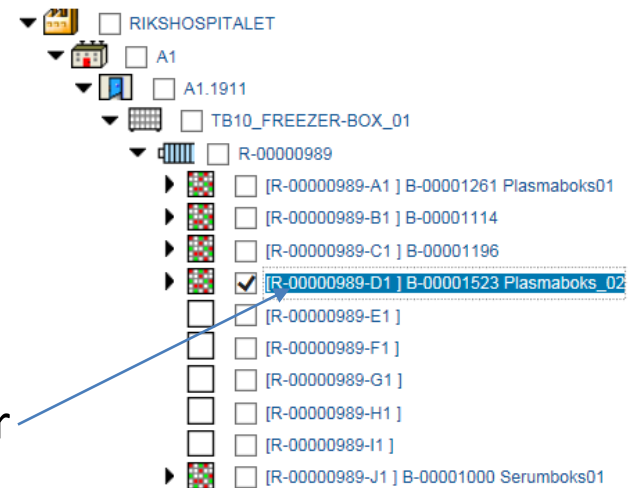 RIKSHOSPITALET
A1
A1.1911
TB10_FREEZER-BOX_01
R-00000989
[R-00000989-A1 ] B-00001261 Plasmaboks01
[R-00000989-B1 ] B-00001114
[R-00000989-C1 ] B-00001196
[R-00000989-D1 ] B-00001523 Plasmaboks_02
[R-00000989-E1 ]
[R-00000989-F1 ]
[R-00000989-G1 ]
[R-00000989-H1 ]
r
[R-00000989-I1 ]
[R-00000989-J1 ] B-00001000 Serumboks01